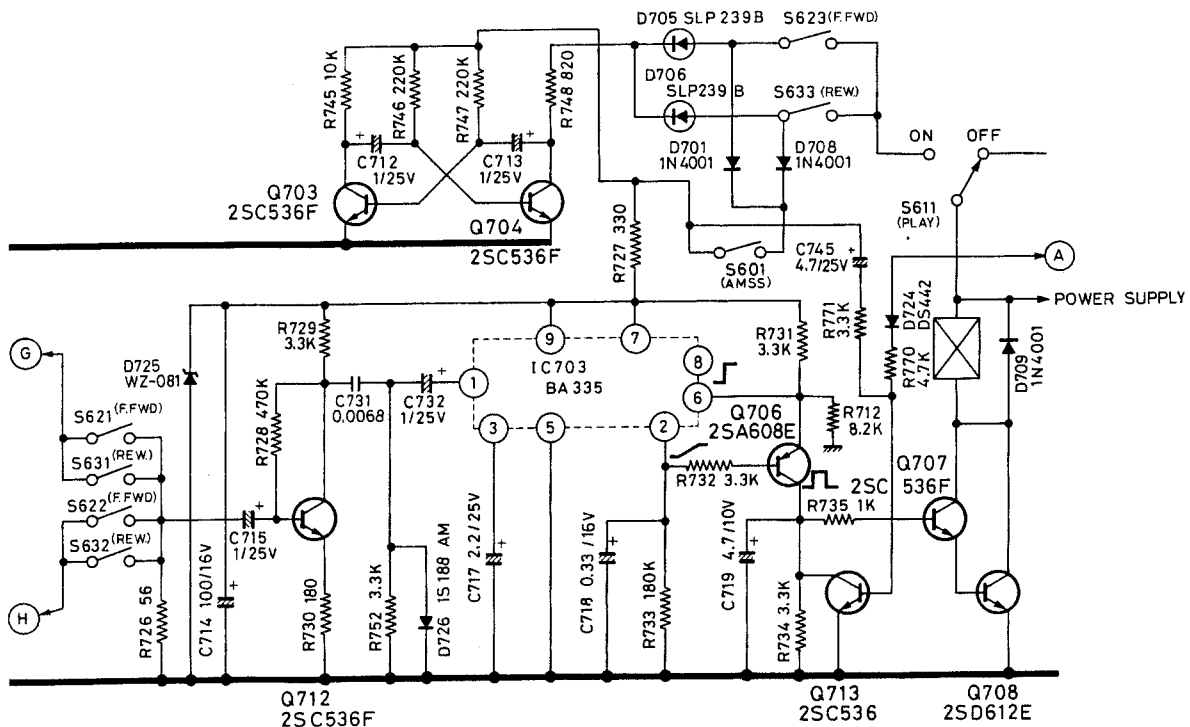 D705 SLP 239B
S623 (F.FWD)
D706
SLP239 B
S633 (REW.)
R745 10K
R746 220K
R747 220K
R748 820
ON
OFF
C712
1/25V
C713
1/25V
D701
1N4001
D708
1N4001
Q703
2SC536F
Q704
2SC536F
R727 330
S601
(AMSS)
C745
4.7/25V
S611
(PLAY)
A
POWER SUPPLY
R771
3.3K
D724
DS442
R770
4.7K
D709
1N4001
G
D725
WZ-081
R729
3.3K
9
7
R731
3.3K
IC703
BA 335
8
6
1
3
5
2
C731
0.0068
C732
1/25V
R728 470K
S621 (F.FWD)
S631
(REW.)
S622 (F.FWD)
S632 (REW.)
Q706
2SA608E
R712
8.2K
R732 3.3K
Q707
2SC 536F
R735 1K
C715
1/25V
H
R726 56
C714 100/16V
R730 180
R752 3.3K
D726 1S188 AM
C717 2.2/25V
C718 0.33/16V
R733 180K
C719 4.7/10V
R734 3.3K
Q712
2SC536F
Q713
2SC536
Q708
2SD612E